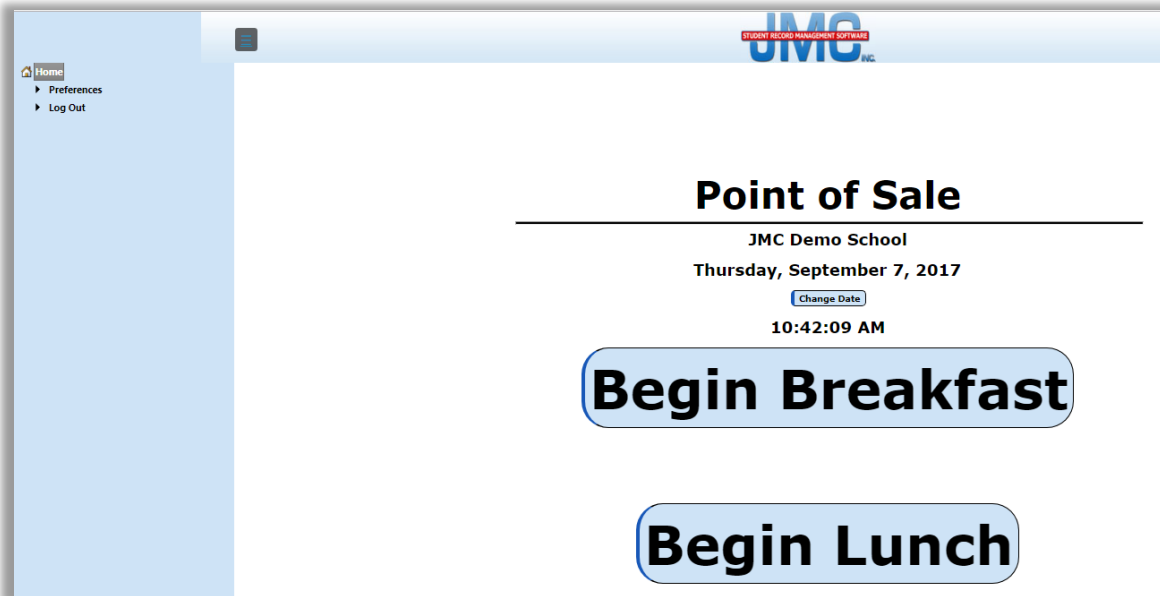 JMC
STUDENT RECORD MANAGEMENT SOFTWARE
INC.
Home
Preferences
Log Out
Point of Sale
JMC Demo School
Thursday, September 7, 2017
Change Date
10:42:09 AM
Begin Breakfast
Begin Lunch